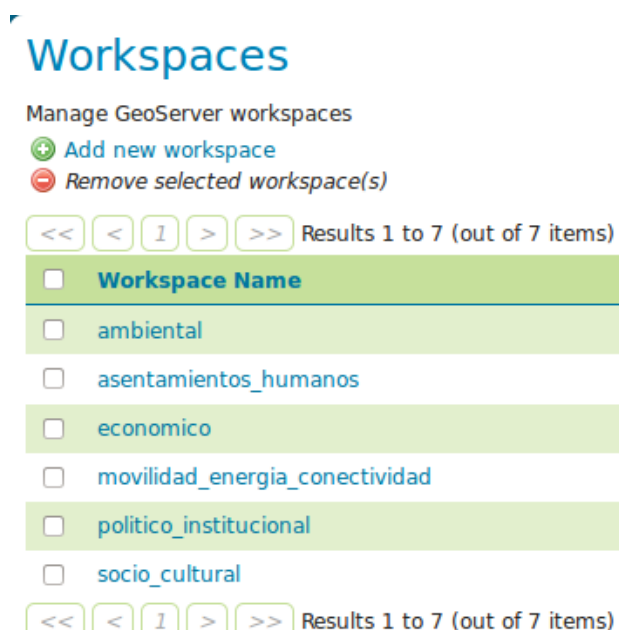 Workspaces
Manage GeoServer workspaces
Add new workspace
Remove selected workspace(s)
<< < 1 > >> Results 1 to 7 (out of 7 items)
Workspace Name
ambiental
asentamientos_humanos
economico
movilidad_energia_conectividad
politico_institucional
socio_cultural
<< < 1 > >> Results 1 to 7 (out of 7 items)